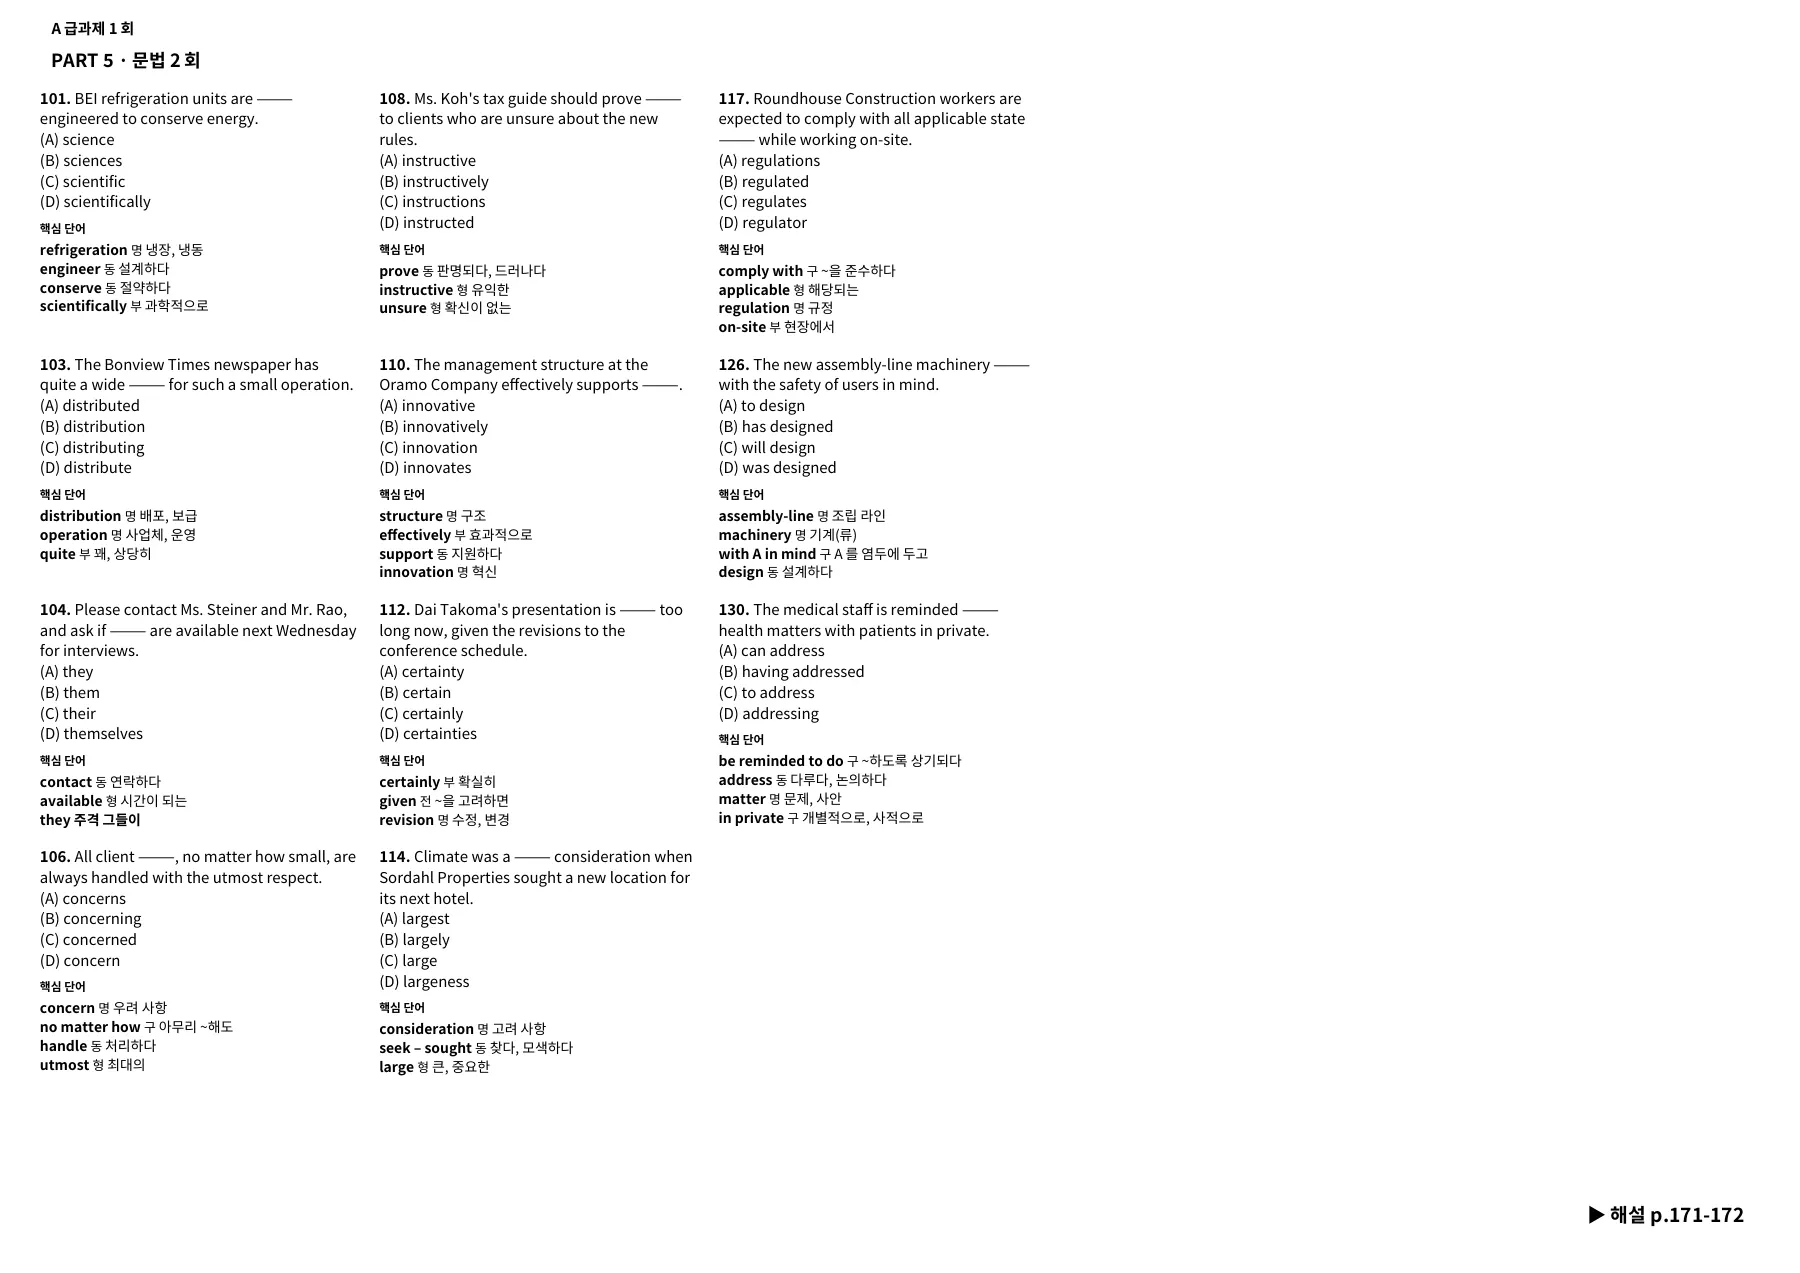 A 급과제 1 회
PART 5 · 문법 2 회
101. BEI refrigeration units are ——
engineered to conserve energy.
(A) science
(B) sciences
(C) scientific
(D) scientifically
핵심 단어
refrigeration 명 냉장, 냉동
engineer 동 설계하다
conserve 동 절약하다
scientifically 부 과학적으로
103. The Bonview Times newspaper has
quite a wide —— for such a small operation.
(A) distributed
(B) distribution
(C) distributing
(D) distribute
핵심 단어
distribution 명 배포, 보급
operation 명 사업체, 운영
quite 부 꽤, 상당히
104. Please contact Ms. Steiner and Mr. Rao,
and ask if —— are available next Wednesday
for interviews.
(A) they
(B) them
(C) their
(D) themselves
핵심 단어
contact 동 연락하다
available 형 시간이 되는
they 주격 그들이
106. All client ——, no matter how small, are
always handled with the utmost respect.
(A) concerns
(B) concerning
(C) concerned
(D) concern
핵심 단어
concern 명 우려 사항
no matter how 구 아무리 ~해도
handle 동 처리하다
utmost 형 최대의
108. Ms. Koh's tax guide should prove ——
to clients who are unsure about the new
rules.
(A) instructive
(B) instructively
(C) instructions
(D) instructed
핵심 단어
prove 동 판명되다, 드러나다
instructive 형 유익한
unsure 형 확신이 없는
110. The management structure at the
Oramo Company effectively supports ——.
(A) innovative
(B) innovatively
(C) innovation
(D) innovates
핵심 단어
structure 명 구조
effectively 부 효과적으로
support 동 지원하다
innovation 명 혁신
112. Dai Takoma's presentation is —— too
long now, given the revisions to the
conference schedule.
(A) certainty
(B) certain
(C) certainly
(D) certainties
핵심 단어
certainly 부 확실히
given 전 ~을 고려하면
revision 명 수정, 변경
114. Climate was a —— consideration when
Sordahl Properties sought a new location for
its next hotel.
(A) largest
(B) largely
(C) large
(D) largeness
핵심 단어
consideration 명 고려 사항
seek – sought 동 찾다, 모색하다
large 형 큰, 중요한
117. Roundhouse Construction workers are
expected to comply with all applicable state
—— while working on-site.
(A) regulations
(B) regulated
(C) regulates
(D) regulator
핵심 단어
comply with 구 ~을 준수하다
applicable 형 해당되는
regulation 명 규정
on-site 부 현장에서
126. The new assembly-line machinery ——
with the safety of users in mind.
(A) to design
(B) has designed
(C) will design
(D) was designed
핵심 단어
assembly-line 명 조립 라인
machinery 명 기계(류)
with A in mind 구 A 를 염두에 두고
design 동 설계하다
130. The medical staff is reminded ——
health matters with patients in private.
(A) can address
(B) having addressed
(C) to address
(D) addressing
핵심 단어
be reminded to do 구 ~하도록 상기되다
address 동 다루다, 논의하다
matter 명 문제, 사안
in private 구 개별적으로, 사적으로
▶ 해설 p.171-172